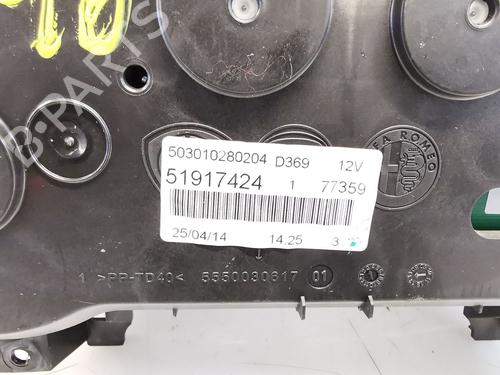 B-PARTS
503010280204 D369 12V
51917424 1 77359
25/04/14 14.25 3
ALFA ROMEO
1 >PP-TD40< 5550030617 01